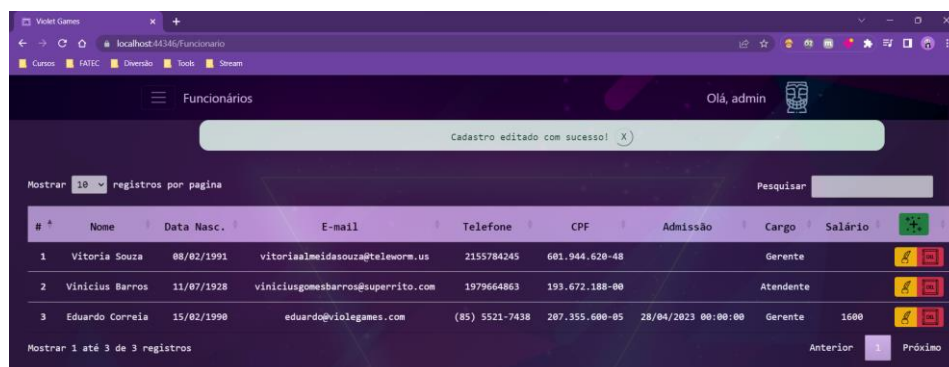 Violet Games
localhost:44346/Funcionario
Cursos FATEC Diversão Tools Stream
Funcionários Olá, admin
Cadastro editado com sucesso! X
Mostrar 10 registros por pagina Pesquisar
# Nome Data Nasc. E-mail Telefone CPF Admissão Cargo Salário
1 Vitoria Souza 08/02/1991 vitoriaalmeidasouza@teleworm.us 2155784245 601.944.620-48 Gerente
2 Vinicius Barros 11/07/1928 viniciusgomesbarros@superrito.com 1979664863 193.672.188-00 Atendente
3 Eduardo Correia 15/02/1990 eduardo@violegames.com (85) 5521-7438 207.355.600-05 28/04/2023 00:00:00 Gerente 1600
Mostrar 1 até 3 de 3 registros Anterior 1 Próximo